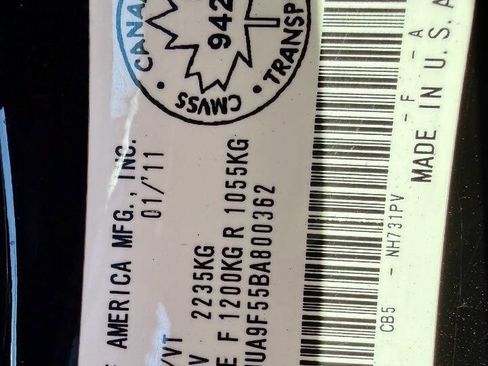 CANA
942
CMVSS
TRANSP
AMERICA MFG., INC.
01/'11
/VT
V 2235KG
E F 1200KG R 1055KG
UA9F55BA800362
CB5 - NH731PV - F - A
MADE IN U.S.A